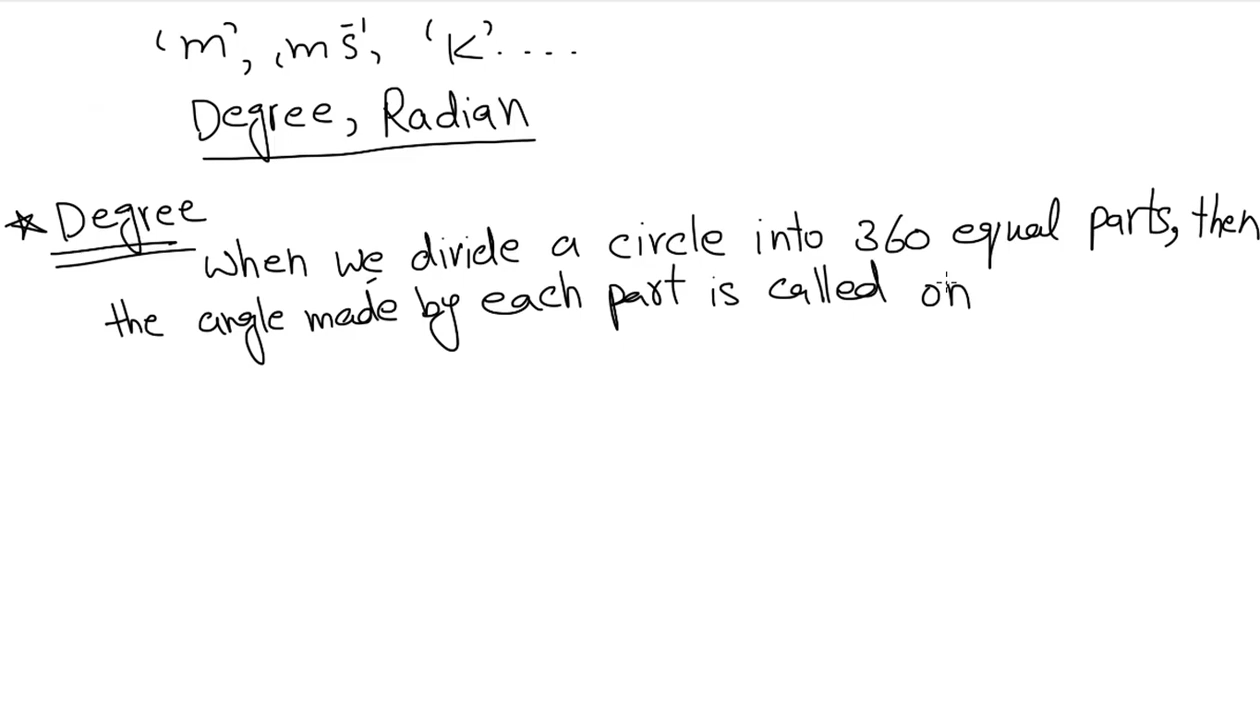 'm', 'ms⁻¹', 'K'....
Degree, Radian
* Degree
When we divide a circle into 360 equal parts, then
the angle made by each part is called on